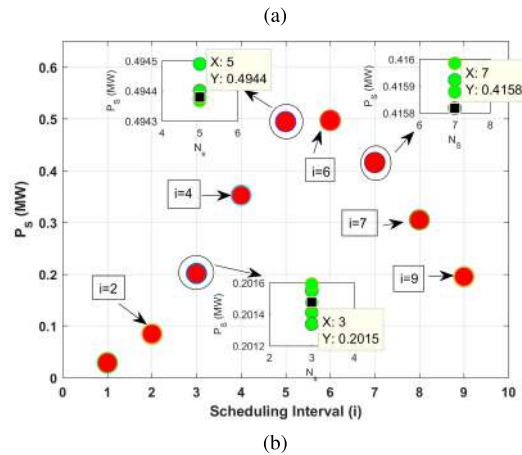 (a)
P_S (MW)
0.6
0.5
0.4
0.3
0.2
0.1
0
0 1 2 3 4 5 6 7 8 9 10
Scheduling Interval (i)
P_S (MW)
0.4945
0.4944
0.4943
4 6
N_s
X: 5
Y: 0.4944
P_S (MW)
0.416
0.4159
0.4158
6 8
X: 7
Y: 0.4158
i=6
i=4
i=7
i=2
i=9
P_S (MW)
0.2016
0.2014
0.2012
2 3 4
N_s
X: 3
Y: 0.2015
(b)